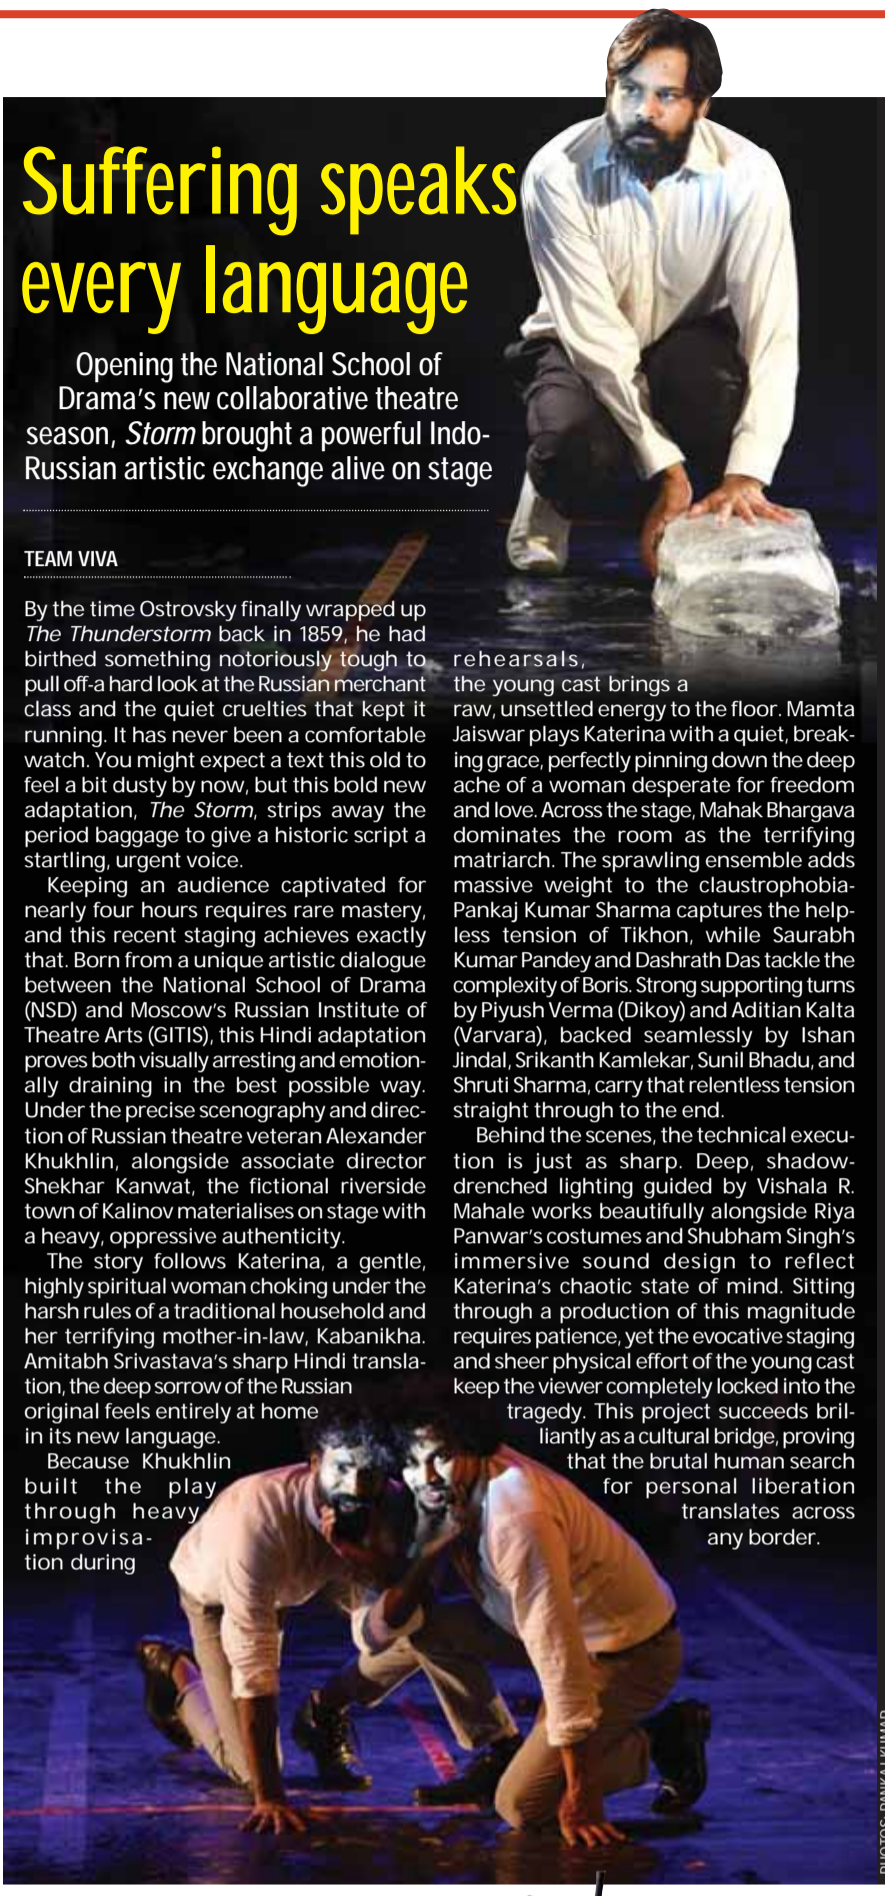 Suffering speaks
every language
Opening the National School of
Drama's new collaborative theatre
season, Storm brought a powerful Indo-
Russian artistic exchange alive on stage
TEAM VIVA
By the time Ostrovsky finally wrapped up
The Thunderstorm back in 1859, he had
birthed something notoriously tough to
pull off-a hard look at the Russian merchant
class and the quiet cruelties that kept it
running. It has never been a comfortable
watch. You might expect a text this old to
feel a bit dusty by now, but this bold new
adaptation, The Storm, strips away the
period baggage to give a historic script a
startling, urgent voice.
Keeping an audience captivated for
nearly four hours requires rare mastery,
and this recent staging achieves exactly
that. Born from a unique artistic dialogue
between the National School of Drama
(NSD) and Moscow's Russian Institute of
Theatre Arts (GITIS), this Hindi adaptation
proves both visually arresting and emotion-
ally draining in the best possible way.
Under the precise scenography and direc-
tion of Russian theatre veteran Alexander
Khukhlin, alongside associate director
Shekhar Kanwat, the fictional riverside
town of Kalinov materialises on stage with
a heavy, oppressive authenticity.
The story follows Katerina, a gentle,
highly spiritual woman choking under the
harsh rules of a traditional household and
her terrifying mother-in-law, Kabanikha.
Amitabh Srivastava's sharp Hindi transla-
tion, the deep sorrow of the Russian
original feels entirely at home
in its new language.
Because Khukhlin
built the play
through heavy
improvisa-
tion during
rehearsals,
the young cast brings a
raw, unsettled energy to the floor. Mamta
Jaiswar plays Katerina with a quiet, break-
ing grace, perfectly pinning down the deep
ache of a woman desperate for freedom
and love. Across the stage, Mahak Bhargava
dominates the room as the terrifying
matriarch. The sprawling ensemble adds
massive weight to the claustrophobia-
Pankaj Kumar Sharma captures the help-
less tension of Tikhon, while Saurabh
Kumar Pandey and Dashrath Das tackle the
complexity of Boris. Strong supporting turns
by Piyush Verma (Dikoy) and Aditian Kalta
(Varvara), backed seamlessly by Ishan
Jindal, Srikanth Kamlekar, Sunil Bhadu, and
Shruti Sharma, carry that relentless tension
straight through to the end.
Behind the scenes, the technical execu-
tion is just as sharp. Deep, shadow-
drenched lighting guided by Vishala R.
Mahale works beautifully alongside Riya
Panwar's costumes and Shubham Singh's
immersive sound design to reflect
Katerina's chaotic state of mind. Sitting
through a production of this magnitude
requires patience, yet the evocative staging
and sheer physical effort of the young cast
keep the viewer completely locked into the
tragedy. This project succeeds bril-
liantly as a cultural bridge, proving
that the brutal human search
for personal liberation
translates across
any border.
PHOTOS: PANKAJ KUMAR